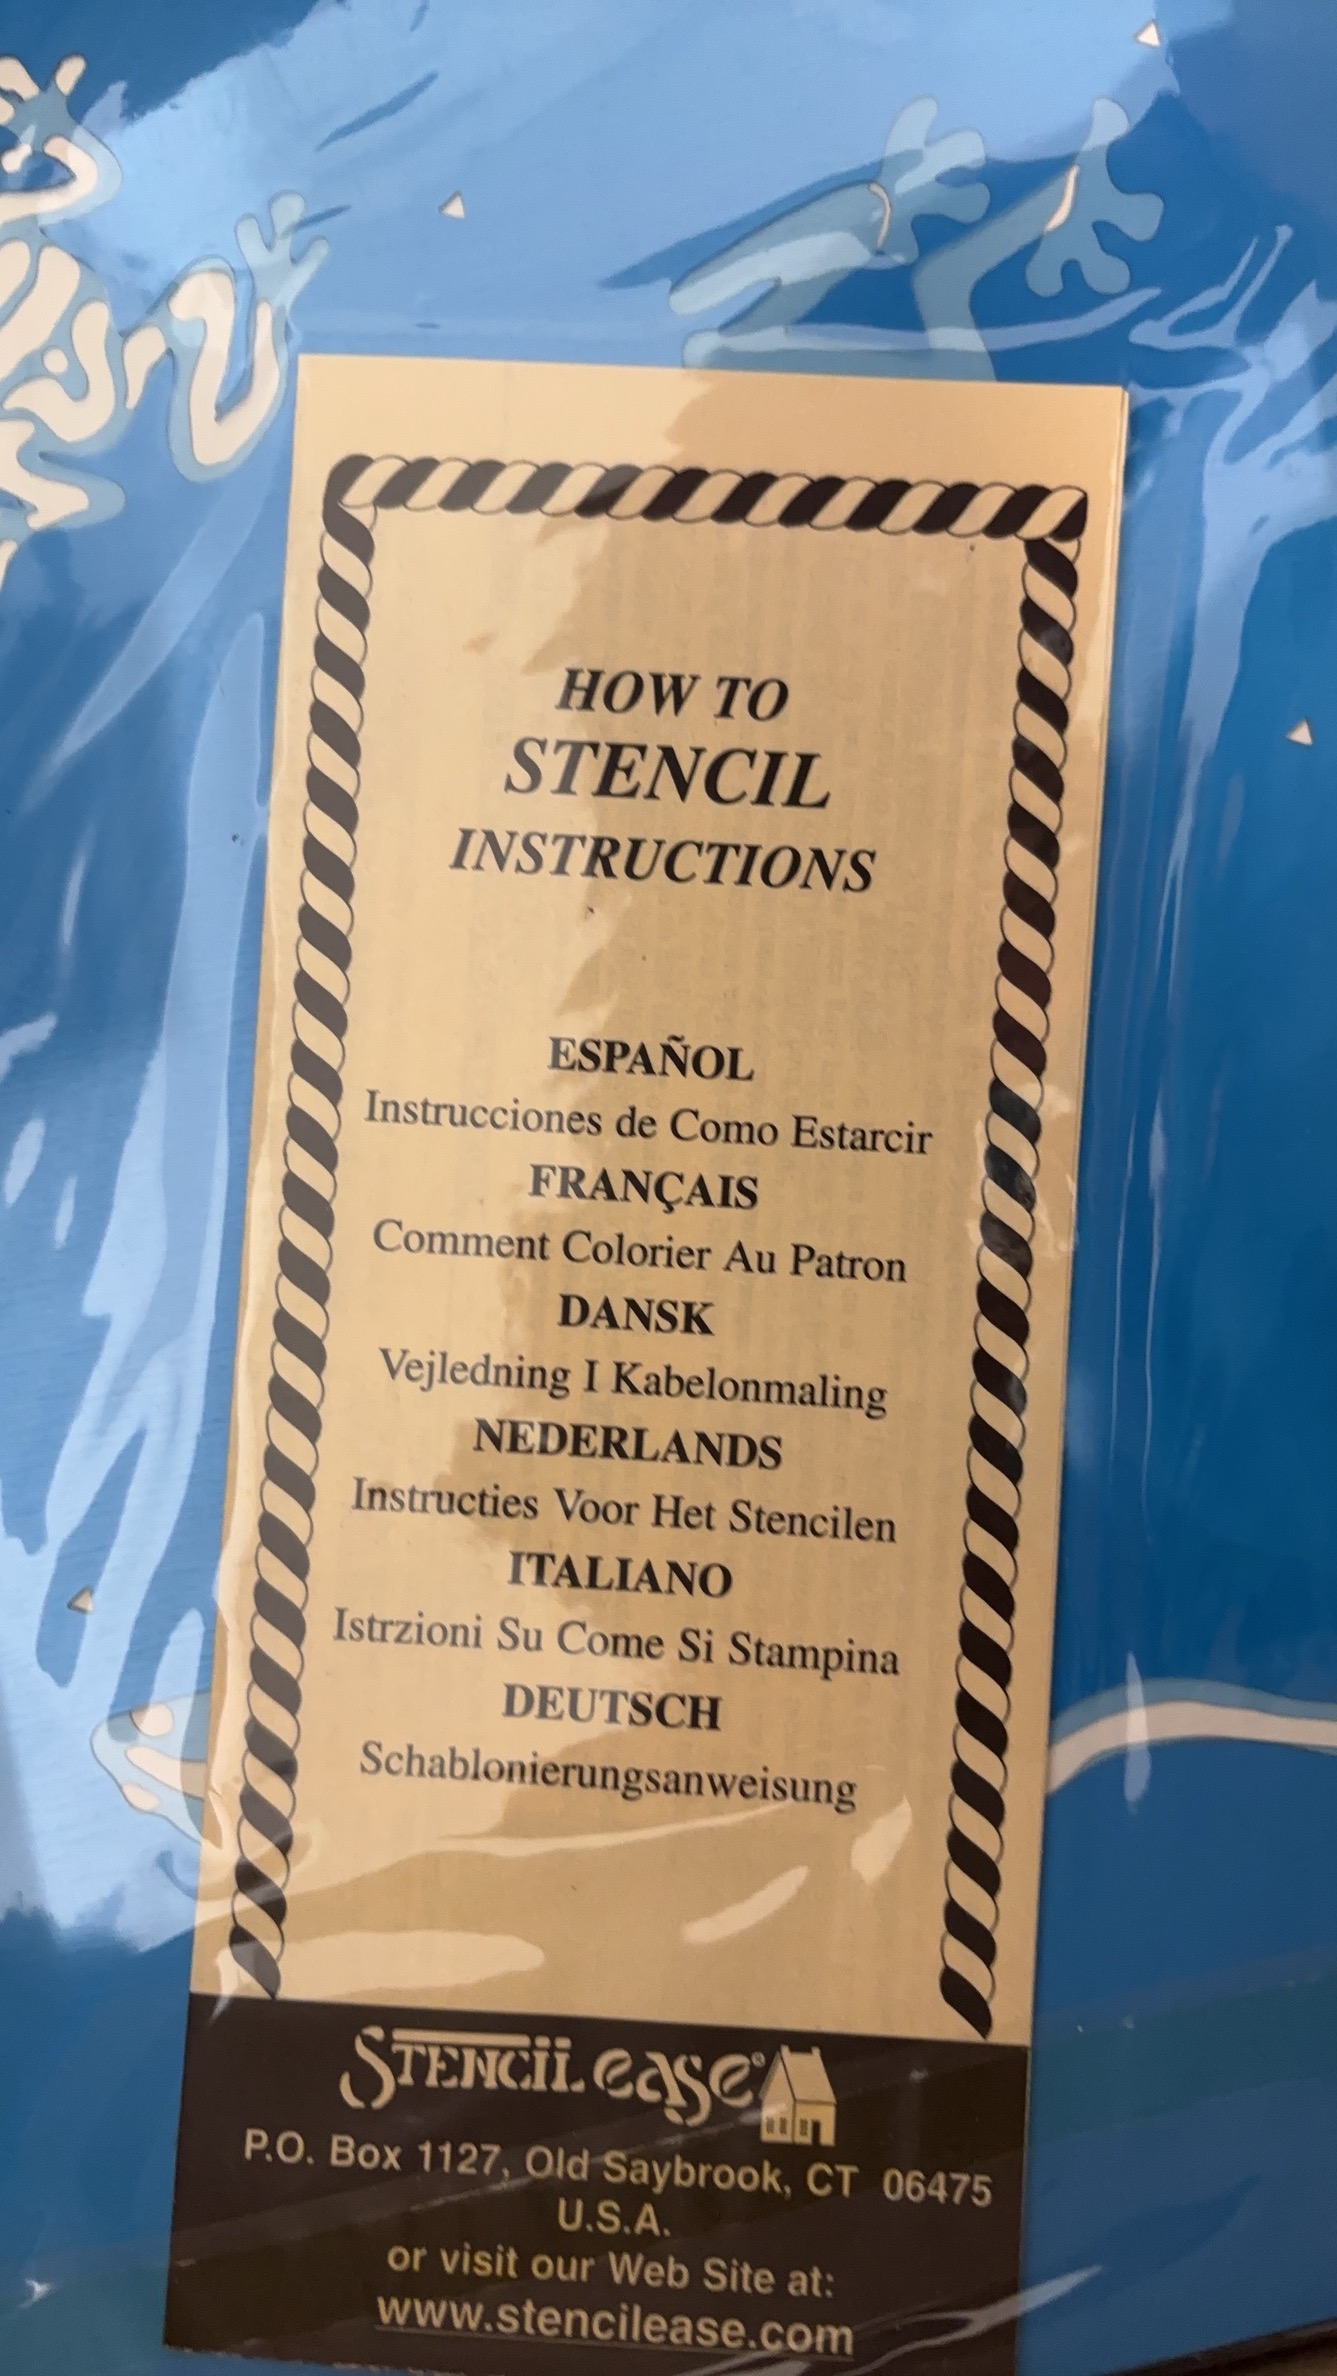 HOW TO
STENCIL
INSTRUCTIONS
ESPAÑOL
Instrucciones de Como Estarcir
FRANÇAIS
Comment Colorier Au Patron
DANSK
Vejledning I Kabelonmaling
NEDERLANDS
Instructies Voor Het Stencilen
ITALIANO
Istrzioni Su Come Si Stampina
DEUTSCH
Schablonierungsanweisung
STENCiL ease®
P.O. Box 1127, Old Saybrook, CT 06475
U.S.A.
or visit our Web Site at:
www.stencilease.com